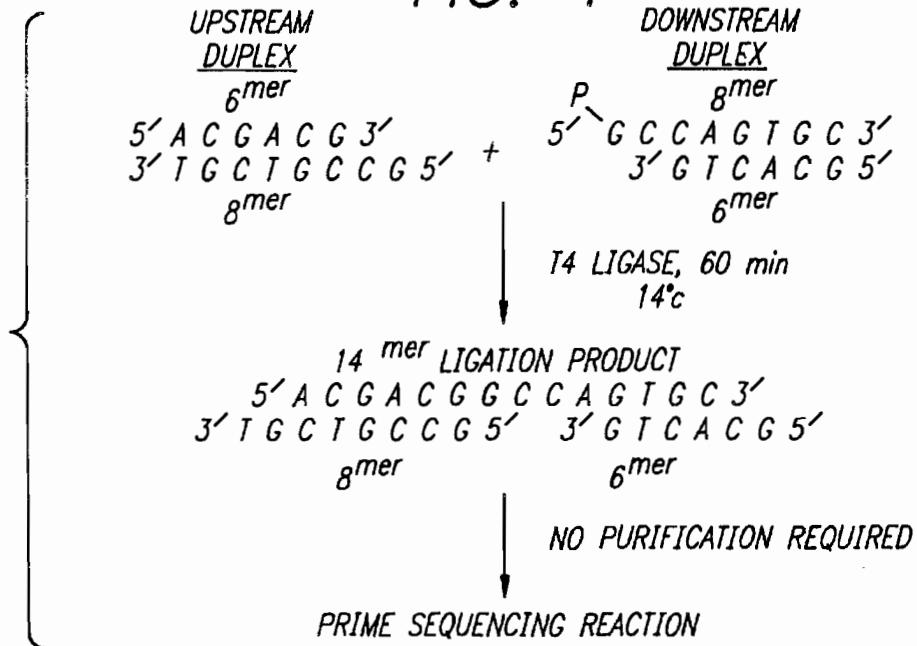 UPSTREAM DUPLEX
6mer
5′ A C G A C G 3′
3′ T G C T G C C G 5′
8mer
+
DOWNSTREAM DUPLEX
8mer
P
5′ G C C A G T G C 3′
3′ G T C A C G 5′
6mer
T4 LIGASE, 60 min
14°c
14 mer LIGATION PRODUCT
5′ A C G A C G G C C A G T G C 3′
3′ T G C T G C C G 5′ 3′ G T C A C G 5′
8mer 6mer
NO PURIFICATION REQUIRED
PRIME SEQUENCING REACTION